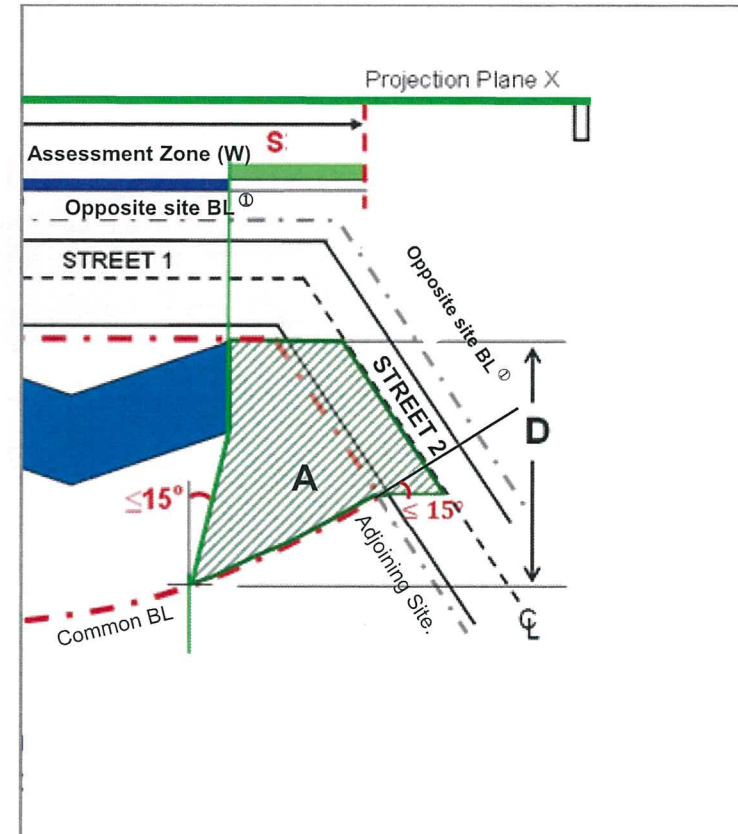 Projection Plane X
S
Assessment Zone (W)
Opposite site BL ①
STREET 1
Opposite site BL ①
STREET 2
D
A
≤15°
≤ 15°
Adjoining Site.
Common BL
℄